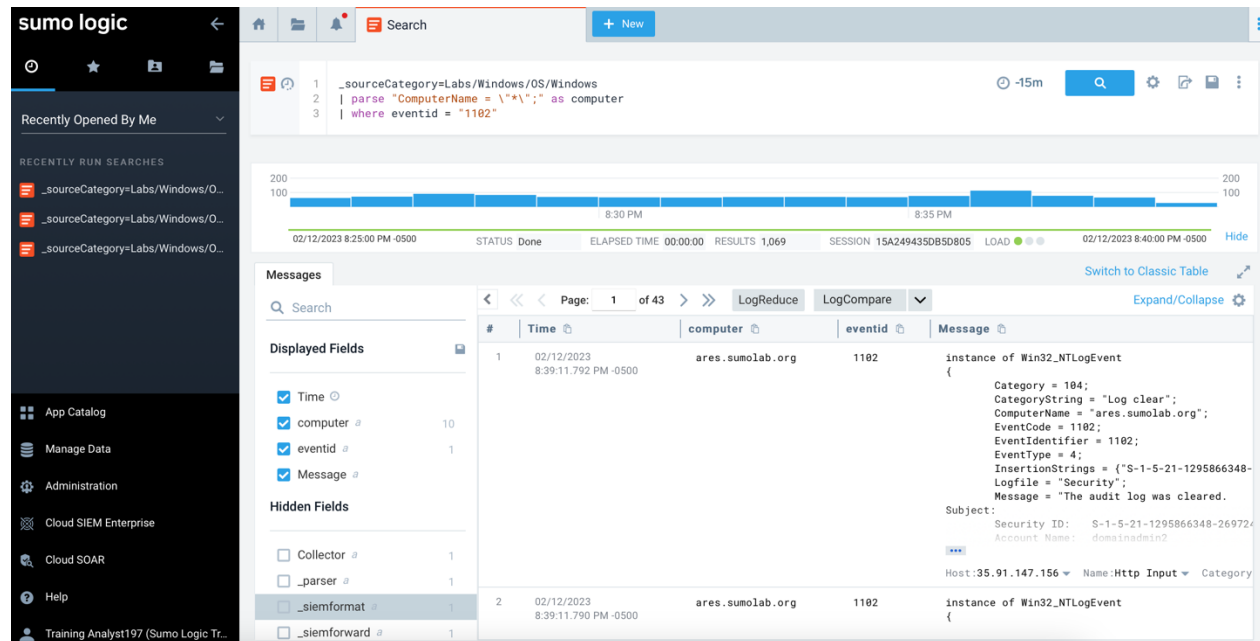 sumo logic
Recently Opened By Me
RECENTLY RUN SEARCHES
_sourceCategory=Labs/Windows/O...
_sourceCategory=Labs/Windows/O...
_sourceCategory=Labs/Windows/O...
App Catalog
Manage Data
Administration
Cloud SIEM Enterprise
Cloud SOAR
Help
Training Analyst197 (Sumo Logic Tr...
Search
+ New
1 _sourceCategory=Labs/Windows/OS/Windows
2 | parse "ComputerName = \"*\";" as computer
3 | where eventid = "1102"
-15m
200 200
100 100
8:30 PM 8:35 PM
02/12/2023 8:25:00 PM -0500 STATUS Done ELAPSED TIME 00:00:00 RESULTS 1,069 SESSION 15A249435DB5D805 LOAD 02/12/2023 8:40:00 PM -0500 Hide
Messages
Switch to Classic Table
Search
Page: 1 of 43 LogReduce LogCompare Expand/Collapse
Displayed Fields
Time
computer a 10
eventid a 1
Message a
Hidden Fields
Collector a 1
_parser a 1
_siemformat a 1
_siemforward a 1
# Time computer eventid Message
1 02/12/2023 ares.sumolab.org 1102 instance of Win32_NTLogEvent
8:39:11.792 PM -0500 {
Category = 104;
CategoryString = "Log clear";
ComputerName = "ares.sumolab.org";
EventCode = 1102;
EventIdentifier = 1102;
EventType = 4;
InsertionStrings = {"S-1-5-21-1295866348-
Logfile = "Security";
Message = "The audit log was cleared.
Subject:
Security ID: S-1-5-21-1295866348-269724
Account Name: domainadmin2
...
Host:35.91.147.156 Name:Http Input Category
2 02/12/2023 ares.sumolab.org 1102 instance of Win32_NTLogEvent
8:39:11.790 PM -0500 {